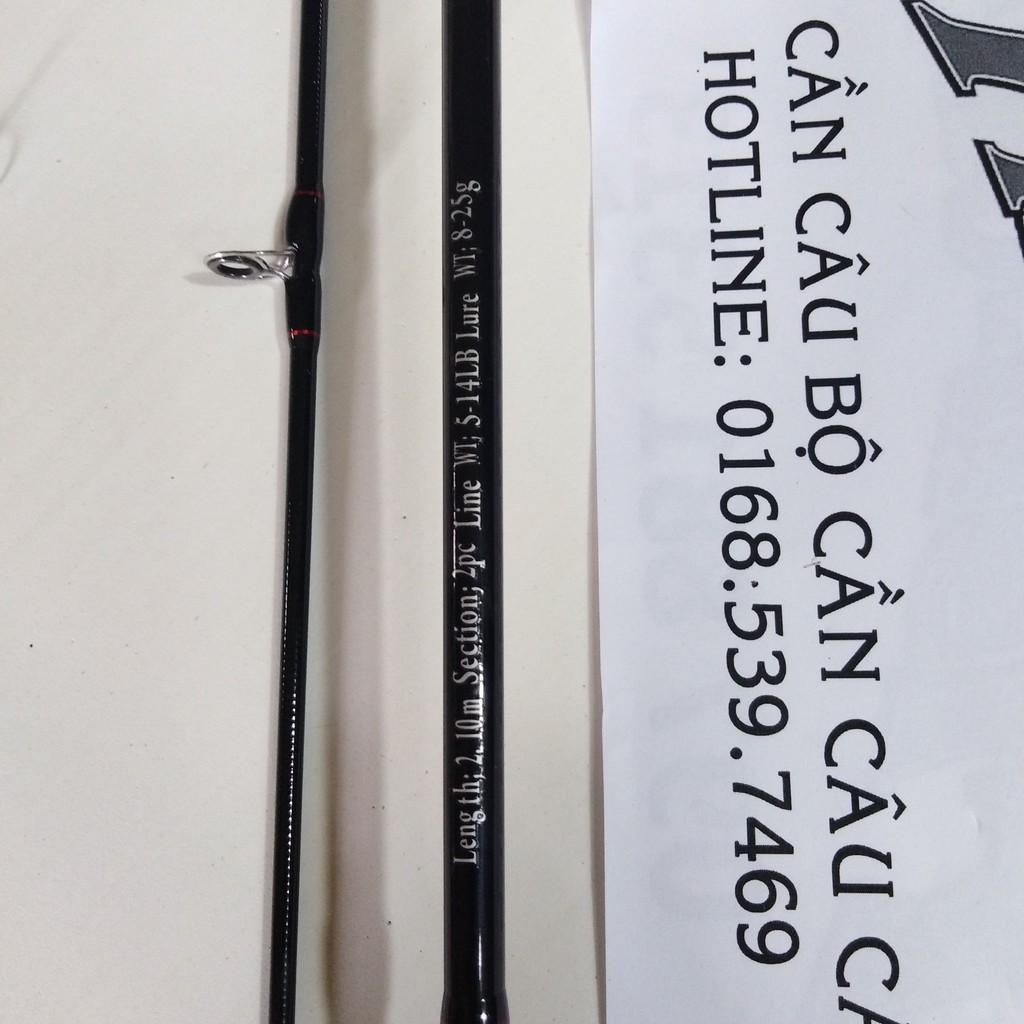 Length; 2.10m Section; 2pc Line WT; 5-14LB Lure WT; 8-25g
CẦN CÂU BỘ CẦN CÂU CÁ
HOTLINE: 0168.539.7469